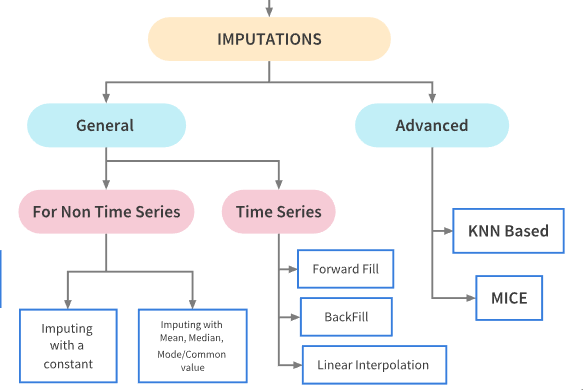 IMPUTATIONS
General
Advanced
For Non Time Series
Time Series
KNN Based
Forward Fill
MICE
BackFill
Imputing
with a
constant
Imputing with
Mean, Median,
Mode/Common
value
Linear Interpolation